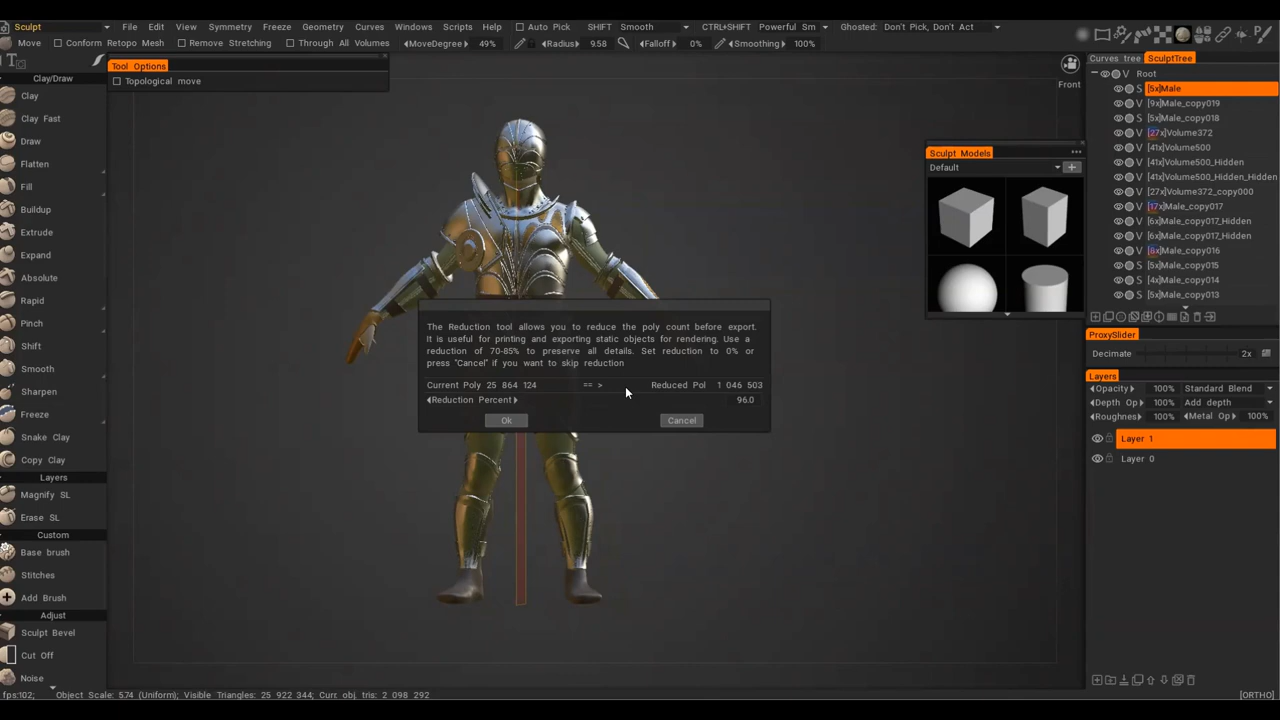 Sculpt File Edit View Symmetry Freeze Geometry Curves Windows Scripts Help Auto Pick SHIFT Smooth CTRL+SHIFT Powerful Sm Ghosted: Don't Pick, Don't Act
Move Conform Retopo Mesh Remove Stretching Through All Volumes MoveDegree 49% Radius 9.58 Falloff 0% Smoothing 100%
Tool Options
Topological move
Clay/Draw
Clay
Clay Fast
Draw
Flatten
Fill
Buildup
Extrude
Expand
Absolute
Rapid
Pinch
Shift
Smooth
Sharpen
Freeze
Snake Clay
Copy Clay
Layers
Magnify SL
Erase SL
Custom
Base brush
Stitches
Add Brush
Adjust
Sculpt Bevel
Cut Off
Noise
The Reduction tool allows you to reduce the poly count before export.
It is useful for printing and exporting static objects for rendering. Use a
reduction of 70-85% to preserve all details. Set reduction to 0% or
press "Cancel" if you want to skip reduction
Current Poly 25 864 124 == > Reduced Pol 1 046 503
Reduction Percent 96.0
Ok Cancel
Front
Sculpt Models
Default
Curves tree SculptTree
V Root
S [5x]Male
V [9x]Male_copy019
S [5x]Male_copy018
V [27x]Volume372
V [41x]Volume500
V [41x]Volume500_Hidden
V [41x]Volume500_Hidden_Hidden
V [27x]Volume372_copy000
V [17x]Male_copy017
V [6x]Male_copy017_Hidden
V [6x]Male_copy017_Hidden
V [8x]Male_copy016
S [5x]Male_copy015
S [4x]Male_copy014
S [5x]Male_copy013
ProxySlider
Decimate 2x
Layers
Opacity 100% Standard Blend
Depth Op 100% Add depth
Roughnes 100% Metal Op 100%
Layer 1
Layer 0
fps:102; Object Scale: 5.74 (Uniform); Visible Triangles: 25 922 344; Curr. obj. tris: 2 098 292 [ORTHO]